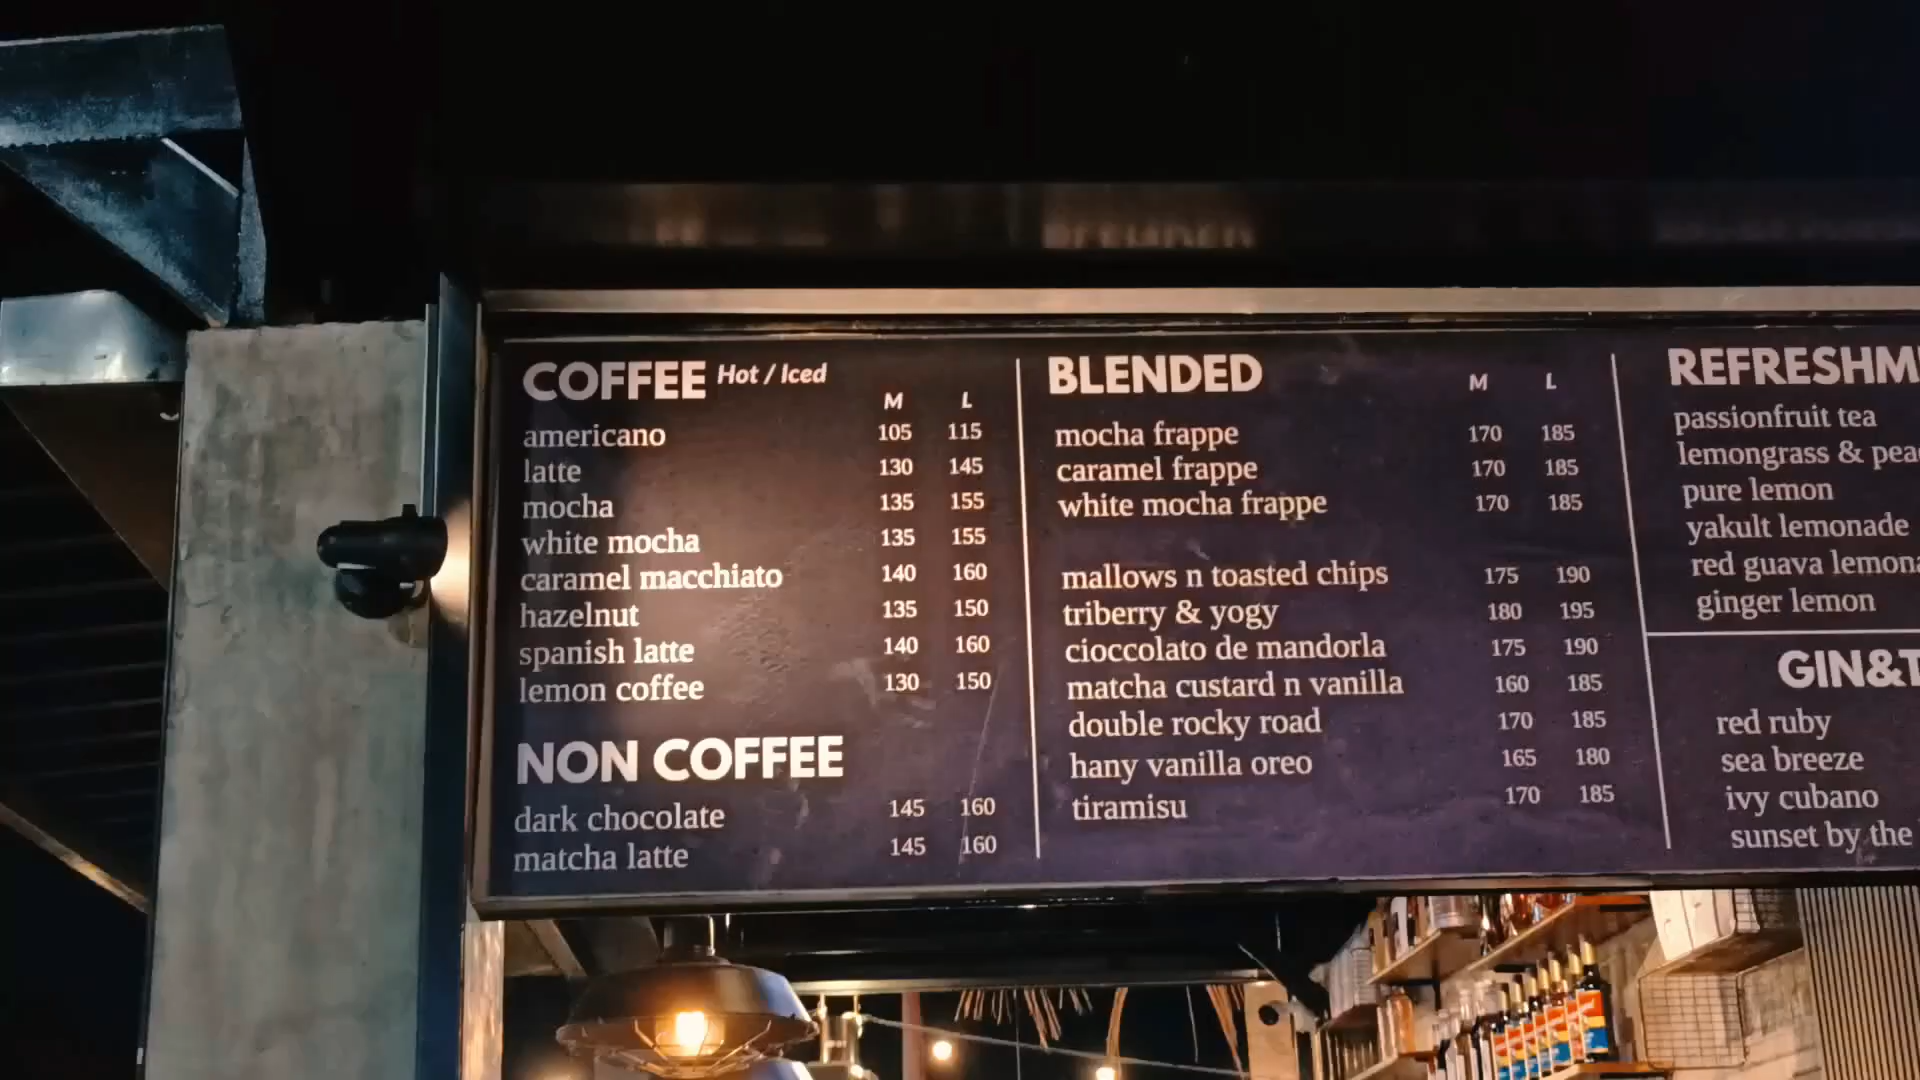 COFFEE Hot / Iced
M L
americano 105 115
latte 130 145
mocha 135 155
white mocha 135 155
caramel macchiato 140 160
hazelnut 135 150
spanish latte 140 160
lemon coffee 130 150
NON COFFEE
dark chocolate 145 160
matcha latte 145 160
BLENDED
M L
mocha frappe 170 185
caramel frappe 170 185
white mocha frappe 170 185
mallows n toasted chips 175 190
triberry & yogy 180 195
cioccolato de mandorla 175 190
matcha custard n vanilla 160 185
double rocky road 170 185
hany vanilla oreo 165 180
tiramisu 170 185
REFRESHM
passionfruit tea
lemongrass & pea
pure lemon
yakult lemonade
red guava lemona
ginger lemon
GIN&T
red ruby
sea breeze
ivy cubano
sunset by the